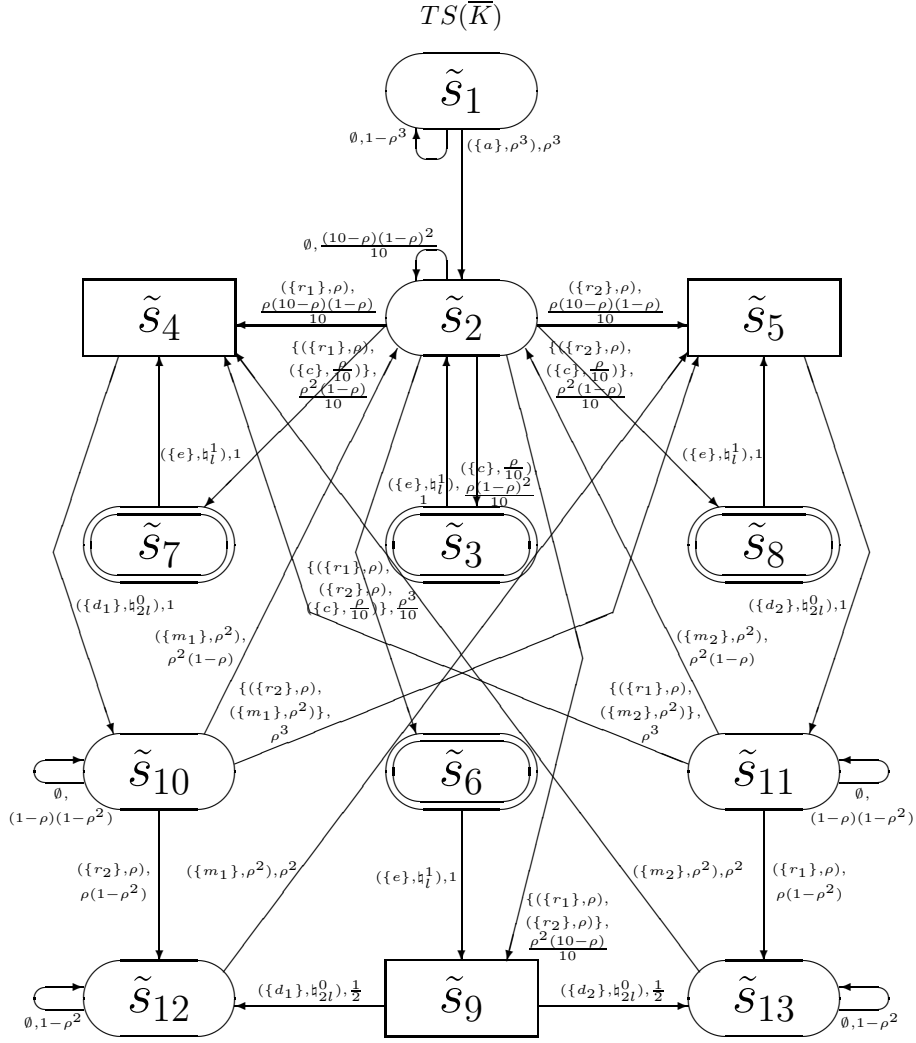 TS(K̅)
s̃₁
∅,1−ρ³
({a},ρ³),ρ³
∅,(10−ρ)(1−ρ)²/10
({r₁},ρ),
ρ(10−ρ)(1−ρ)/10
({r₂},ρ),
ρ(10−ρ)(1−ρ)/10
s̃₄
s̃₂
s̃₅
{({r₁},ρ),
({c},ρ/10)},
ρ²(1−ρ)/10
{({r₂},ρ),
({c},ρ/10)},
ρ²(1−ρ)/10
({e},♮ₗ¹),1
({e},♮ₗ¹),
1
({c},ρ/10),
ρ(1−ρ)²/10
({e},♮ₗ¹),1
s̃₇
s̃₃
s̃₈
({d₁},♮₂ₗ⁰),1
{({r₁},ρ),
({r₂},ρ),
({c},ρ/10)},ρ³/10
({d₂},♮₂ₗ⁰),1
({m₁},ρ²),
ρ²(1−ρ)
({m₂},ρ²),
ρ²(1−ρ)
{({r₂},ρ),
({m₁},ρ²)},
ρ³
{({r₁},ρ),
({m₂},ρ²)},
ρ³
s̃₁₀
s̃₆
s̃₁₁
∅,
(1−ρ)(1−ρ²)
∅,
(1−ρ)(1−ρ²)
({r₂},ρ),
ρ(1−ρ²)
({m₁},ρ²),ρ²
({e},♮ₗ¹),1
({m₂},ρ²),ρ²
({r₁},ρ),
ρ(1−ρ²)
{({r₁},ρ),
({r₂},ρ)},
ρ²(10−ρ)/10
s̃₁₂
({d₁},♮₂ₗ⁰),1/2
s̃₉
({d₂},♮₂ₗ⁰),1/2
s̃₁₃
∅,1−ρ²
∅,1−ρ²